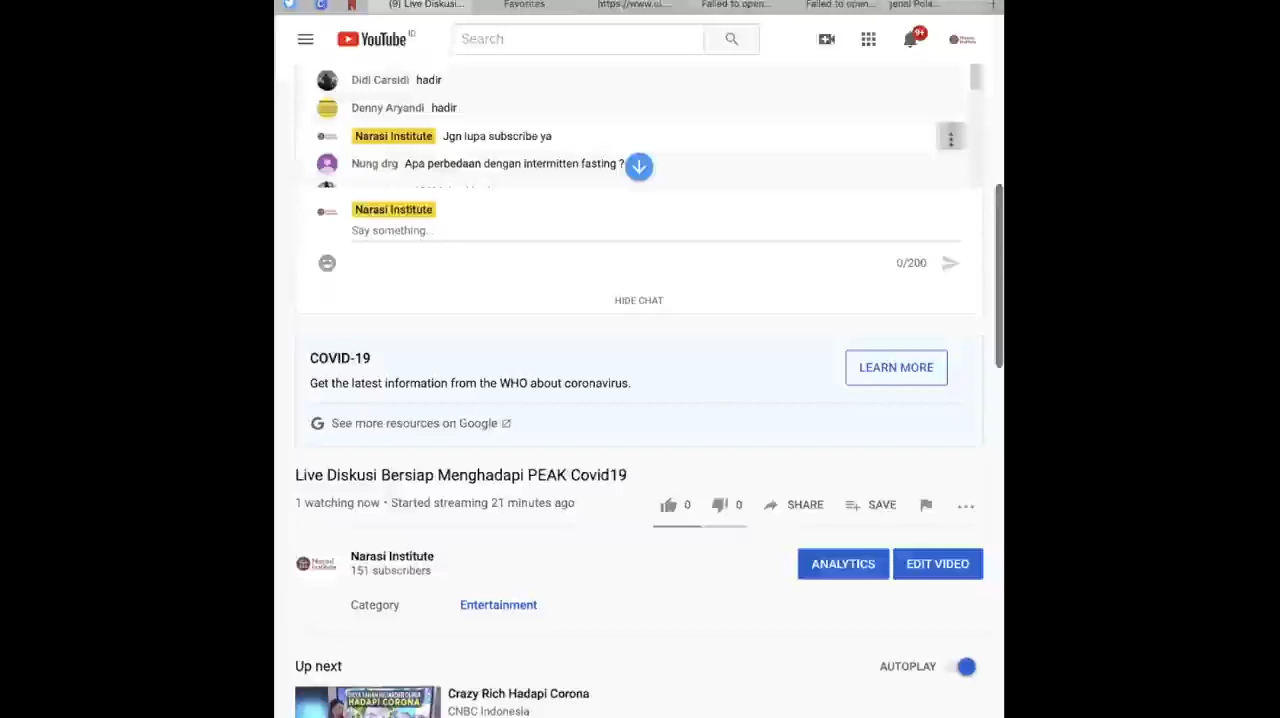 (9) Live Diskusi...
Favorites
Failed to open...
Failed to open...
YouTube ID
Search
9+
Didi Carsidi hadir
Denny Aryandi hadir
Narasi Institute Jgn lupa subscribe ya
Nung drg Apa perbedaan dengan intermitten fasting ?
Narasi Institute
Say something...
0/200
HIDE CHAT
COVID-19
Get the latest information from the WHO about coronavirus.
LEARN MORE
See more resources on Google
Live Diskusi Bersiap Menghadapi PEAK Covid19
1 watching now • Started streaming 21 minutes ago
0
0
SHARE
SAVE
Narasi Institute
151 subscribers
ANALYTICS
EDIT VIDEO
Category
Entertainment
Up next
AUTOPLAY
HADAPI CORONA
Crazy Rich Hadapi Corona
CNBC Indonesia